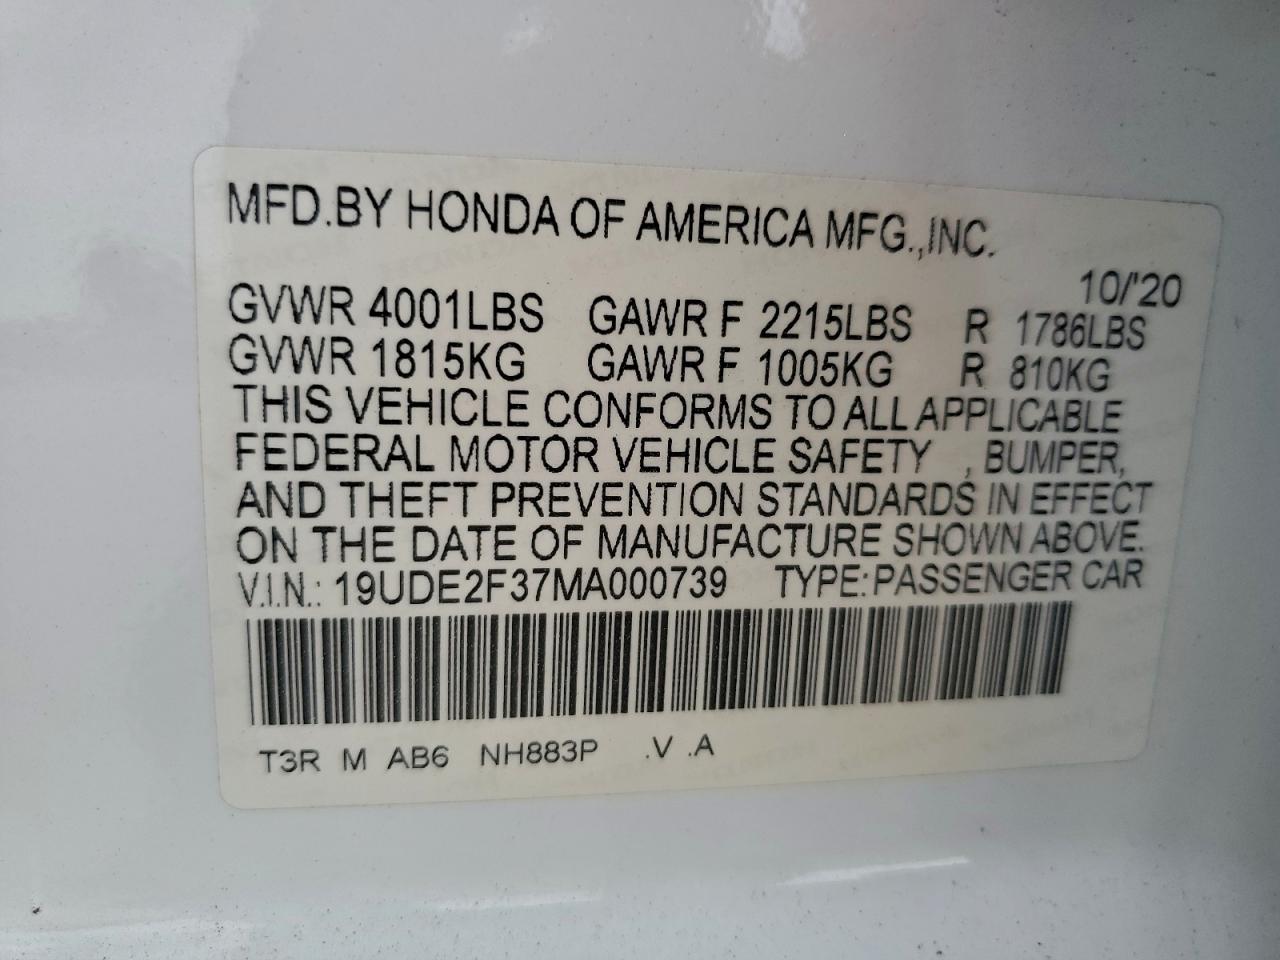 MFD.BY HONDA OF AMERICA MFG.,INC.
10/'20
GVWR 4001LBS GAWR F 2215LBS R 1786LBS
GVWR 1815KG GAWR F 1005KG R 810KG
THIS VEHICLE CONFORMS TO ALL APPLICABLE
FEDERAL MOTOR VEHICLE SAFETY , BUMPER,
AND THEFT PREVENTION STANDARDS IN EFFECT
ON THE DATE OF MANUFACTURE SHOWN ABOVE.
V.I.N.: 19UDE2F37MA000739 TYPE:PASSENGER CAR
T3R M AB6 NH883P .V .A